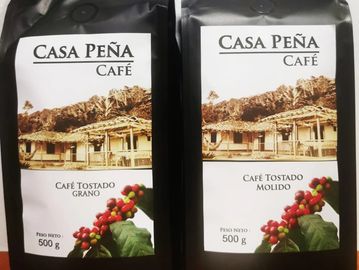 CASA PEÑA
CAFÉ
CAFÉ TOSTADO
GRANO
PESO NETO :
500 g
CASA PEÑA
CAFÉ
CAFÉ TOSTADO
MOLIDO
PESO NETO :
500 g